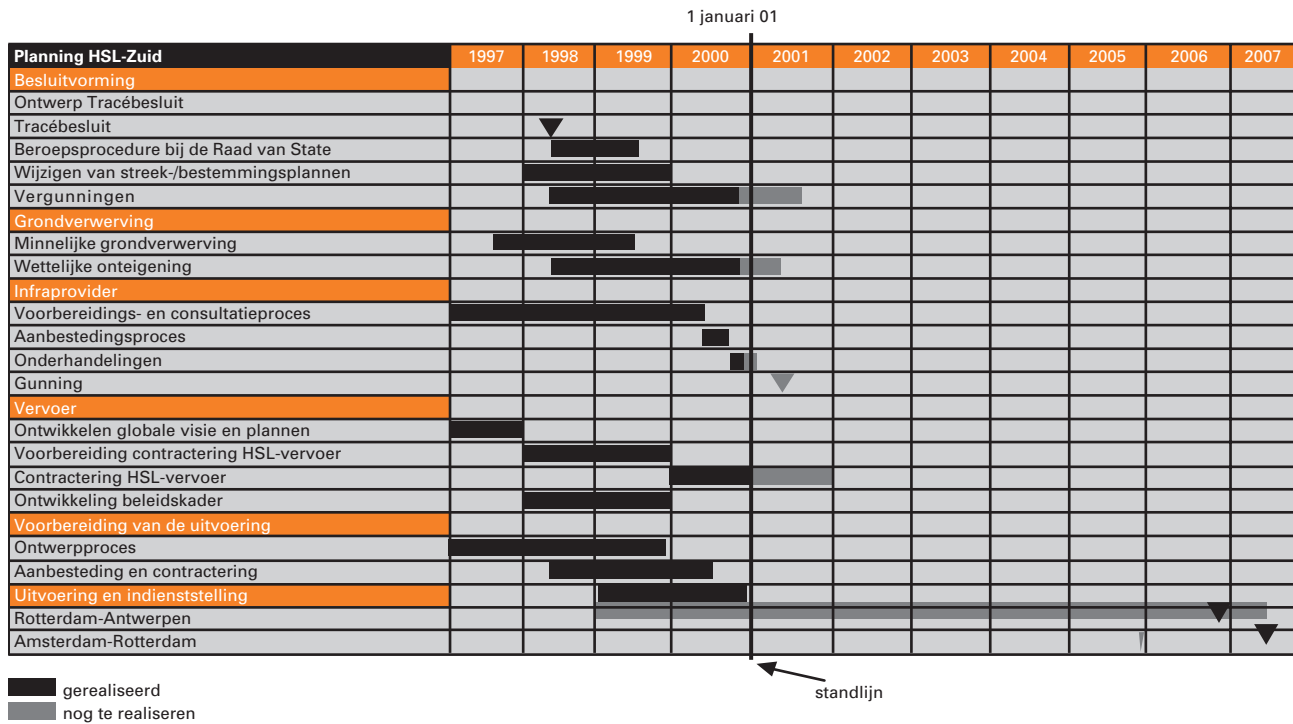 1 januari 01
Planning HSL-Zuid 1997 1998 1999 2000 2001 2002 2003 2004 2005 2006 2007
Besluitvorming
Ontwerp Tracébesluit
Tracébesluit
Beroepsprocedure bij de Raad van State
Wijzigen van streek-/bestemmingsplannen
Vergunningen
Grondverwerving
Minnelijke grondverwerving
Wettelijke onteigening
Infraprovider
Voorbereidings- en consultatieproces
Aanbestedingsproces
Onderhandelingen
Gunning
Vervoer
Ontwikkelen globale visie en plannen
Voorbereiding contractering HSL-vervoer
Contractering HSL-vervoer
Ontwikkeling beleidskader
Voorbereiding van de uitvoering
Ontwerpproces
Aanbesteding en contractering
Uitvoering en indienststelling
Rotterdam-Antwerpen
Amsterdam-Rotterdam
standlijn
gerealiseerd
nog te realiseren